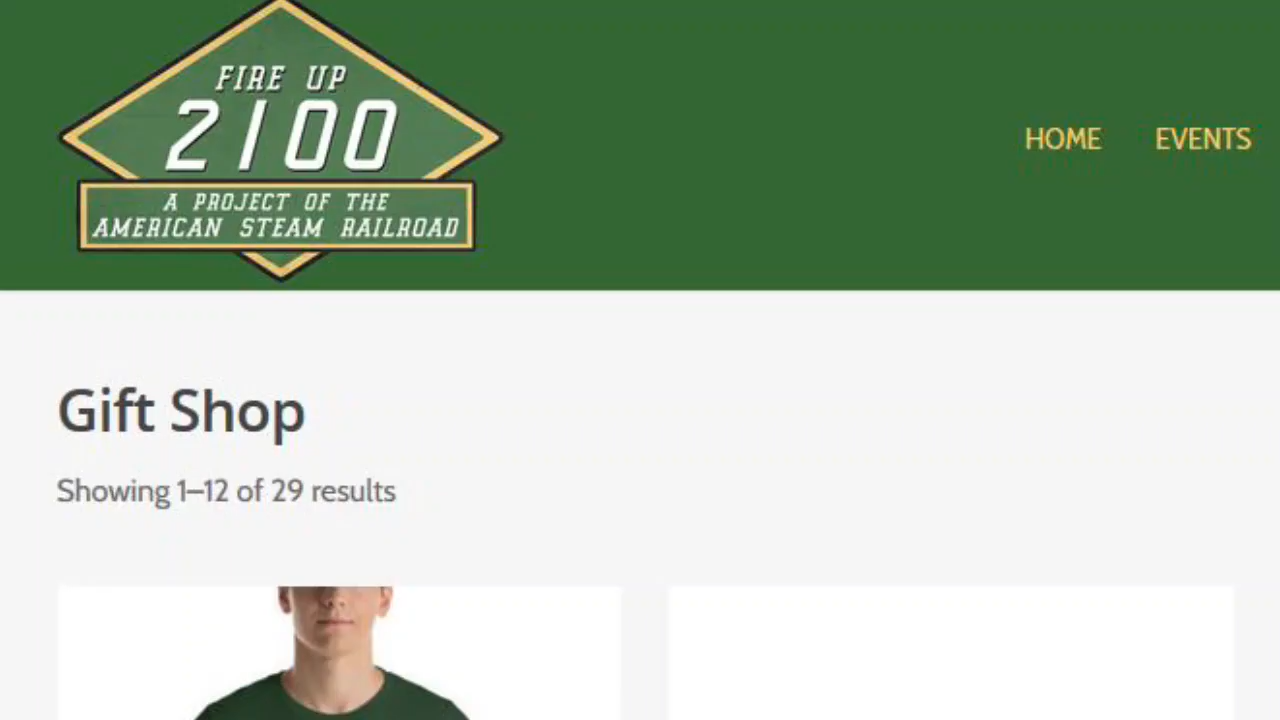 FIRE UP
2100
A PROJECT OF THE
AMERICAN STEAM RAILROAD
HOME EVENTS
Gift Shop
Showing 1–12 of 29 results